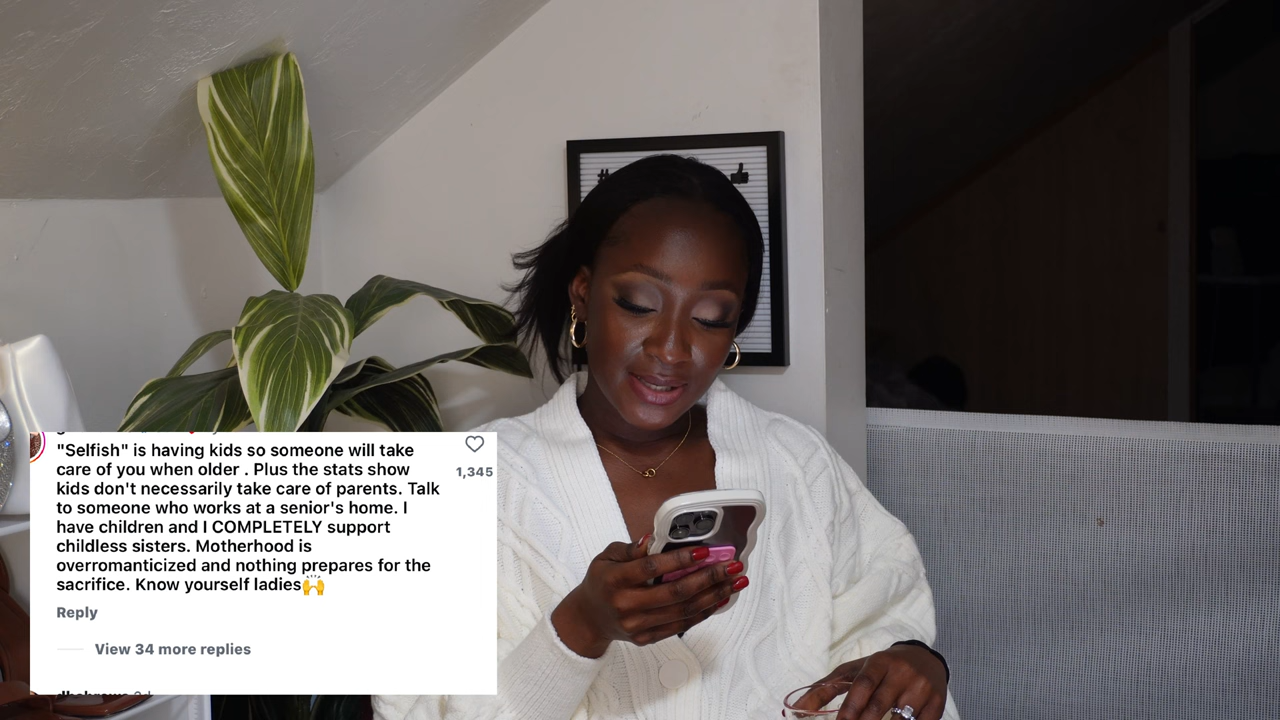 "Selfish" is having kids so someone will take
care of you when older . Plus the stats show
kids don't necessarily take care of parents. Talk
to someone who works at a senior's home. I
have children and I COMPLETELY support
childless sisters. Motherhood is
overromanticized and nothing prepares for the
sacrifice. Know yourself ladies🙌
1,345
Reply
View 34 more replies
#